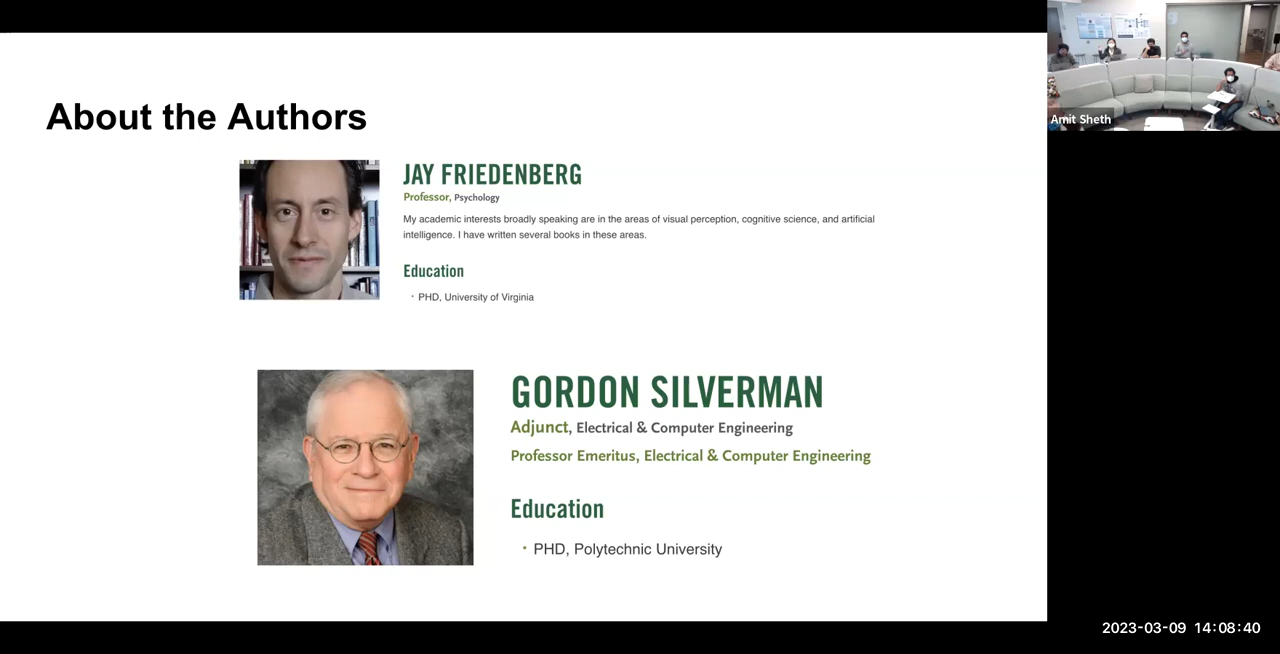 About the Authors
JAY FRIEDENBERG
Professor, Psychology
My academic interests broadly speaking are in the areas of visual perception, cognitive science, and artificial
intelligence. I have written several books in these areas.
Education
• PHD, University of Virginia
GORDON SILVERMAN
Adjunct, Electrical & Computer Engineering
Professor Emeritus, Electrical & Computer Engineering
Education
• PHD, Polytechnic University
Amit Sheth
2023-03-09 14:08:40